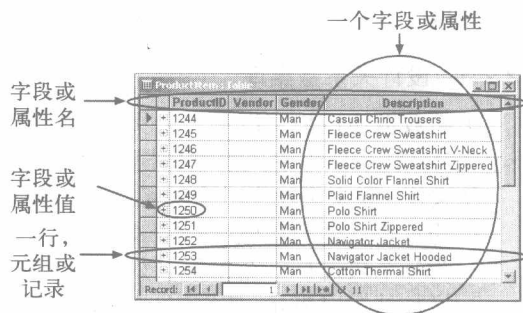 一个字段或属性
ProductItem : Table
字段或
属性名
ProductID Vendor Gender Description
1244 Man Casual Chino Trousers
1245 Man Fleece Crew Sweatshirt
1246 Man Fleece Crew Sweatshirt V-Neck
1247 Man Fleece Crew Sweatshirt Zippered
1248 Man Solid Color Flannel Shirt
1249 Man Plaid Flannel Shirt
字段或
属性值
1250 Man Polo Shirt
1251 Man Polo Shirt Zippered
1252 Man Navigator Jacket
一行，
元组或
记录
1253 Man Navigator Jacket Hooded
1254 Man Cotton Thermal Shirt
Record: 1 of 11